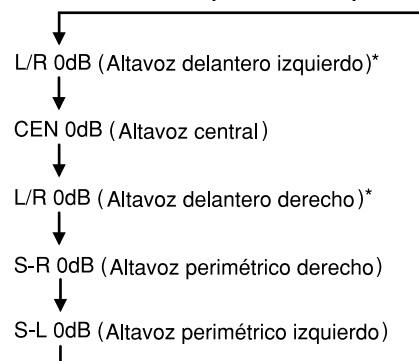 L/R 0dB (Altavoz delantero izquierdo)*
CEN 0dB (Altavoz central)
L/R 0dB (Altavoz delantero derecho)*
S-R 0dB (Altavoz perimétrico derecho)
S-L 0dB (Altavoz perimétrico izquierdo)